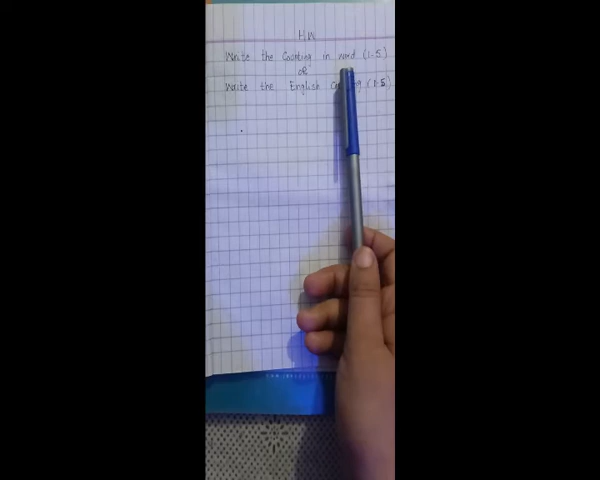 H.W
Write the Counting in word (1-5)
OR
Write the English (1-5)